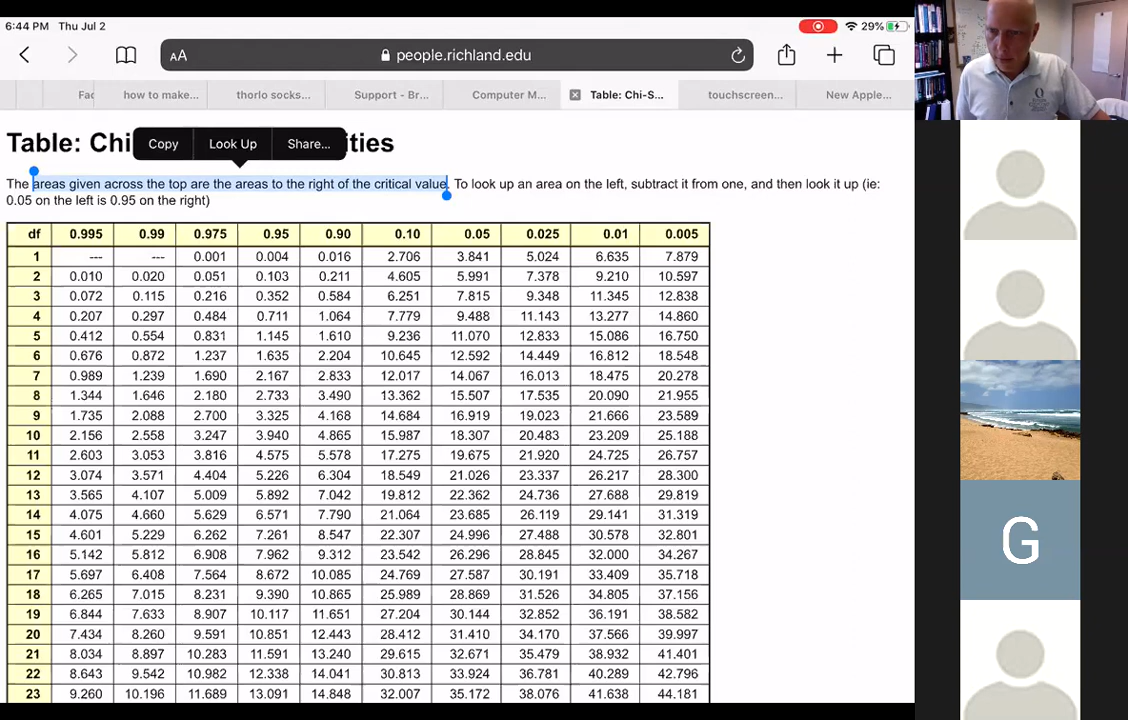 6:44 PM Thu Jul 2
29%
AA people.richland.edu
Fac how to make... thorlo socks... Support - Br... Computer M... Table: Chi-S... touchscreen... New Apple...
Table: Chi ties
Copy Look Up Share...
The areas given across the top are the areas to the right of the critical value. To look up an area on the left, subtract it from one, and then look it up (ie:
0.05 on the left is 0.95 on the right)
df 0.995 0.99 0.975 0.95 0.90 0.10 0.05 0.025 0.01 0.005
1 --- --- 0.001 0.004 0.016 2.706 3.841 5.024 6.635 7.879
2 0.010 0.020 0.051 0.103 0.211 4.605 5.991 7.378 9.210 10.597
3 0.072 0.115 0.216 0.352 0.584 6.251 7.815 9.348 11.345 12.838
4 0.207 0.297 0.484 0.711 1.064 7.779 9.488 11.143 13.277 14.860
5 0.412 0.554 0.831 1.145 1.610 9.236 11.070 12.833 15.086 16.750
6 0.676 0.872 1.237 1.635 2.204 10.645 12.592 14.449 16.812 18.548
7 0.989 1.239 1.690 2.167 2.833 12.017 14.067 16.013 18.475 20.278
8 1.344 1.646 2.180 2.733 3.490 13.362 15.507 17.535 20.090 21.955
9 1.735 2.088 2.700 3.325 4.168 14.684 16.919 19.023 21.666 23.589
10 2.156 2.558 3.247 3.940 4.865 15.987 18.307 20.483 23.209 25.188
11 2.603 3.053 3.816 4.575 5.578 17.275 19.675 21.920 24.725 26.757
12 3.074 3.571 4.404 5.226 6.304 18.549 21.026 23.337 26.217 28.300
13 3.565 4.107 5.009 5.892 7.042 19.812 22.362 24.736 27.688 29.819
14 4.075 4.660 5.629 6.571 7.790 21.064 23.685 26.119 29.141 31.319
15 4.601 5.229 6.262 7.261 8.547 22.307 24.996 27.488 30.578 32.801
16 5.142 5.812 6.908 7.962 9.312 23.542 26.296 28.845 32.000 34.267
17 5.697 6.408 7.564 8.672 10.085 24.769 27.587 30.191 33.409 35.718
18 6.265 7.015 8.231 9.390 10.865 25.989 28.869 31.526 34.805 37.156
19 6.844 7.633 8.907 10.117 11.651 27.204 30.144 32.852 36.191 38.582
20 7.434 8.260 9.591 10.851 12.443 28.412 31.410 34.170 37.566 39.997
21 8.034 8.897 10.283 11.591 13.240 29.615 32.671 35.479 38.932 41.401
22 8.643 9.542 10.982 12.338 14.041 30.813 33.924 36.781 40.289 42.796
23 9.260 10.196 11.689 13.091 14.848 32.007 35.172 38.076 41.638 44.181
G